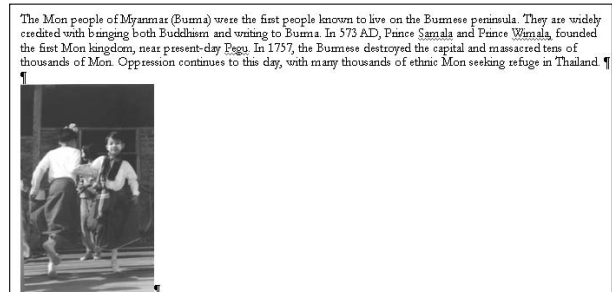 The Mon people of Myanmar (Burma) were the first people known to live on the Burmese peninsula. They are widely
credited with bringing both Buddhism and writing to Burma. In 573 AD, Prince Samala and Prince Wimala, founded
the first Mon kingdom, near present-day Pegu. In 1757, the Burmese destroyed the capital and massacred tens of
thousands of Mon. Oppression continues to this day, with many thousands of ethnic Mon seeking refuge in Thailand. ¶
¶
¶